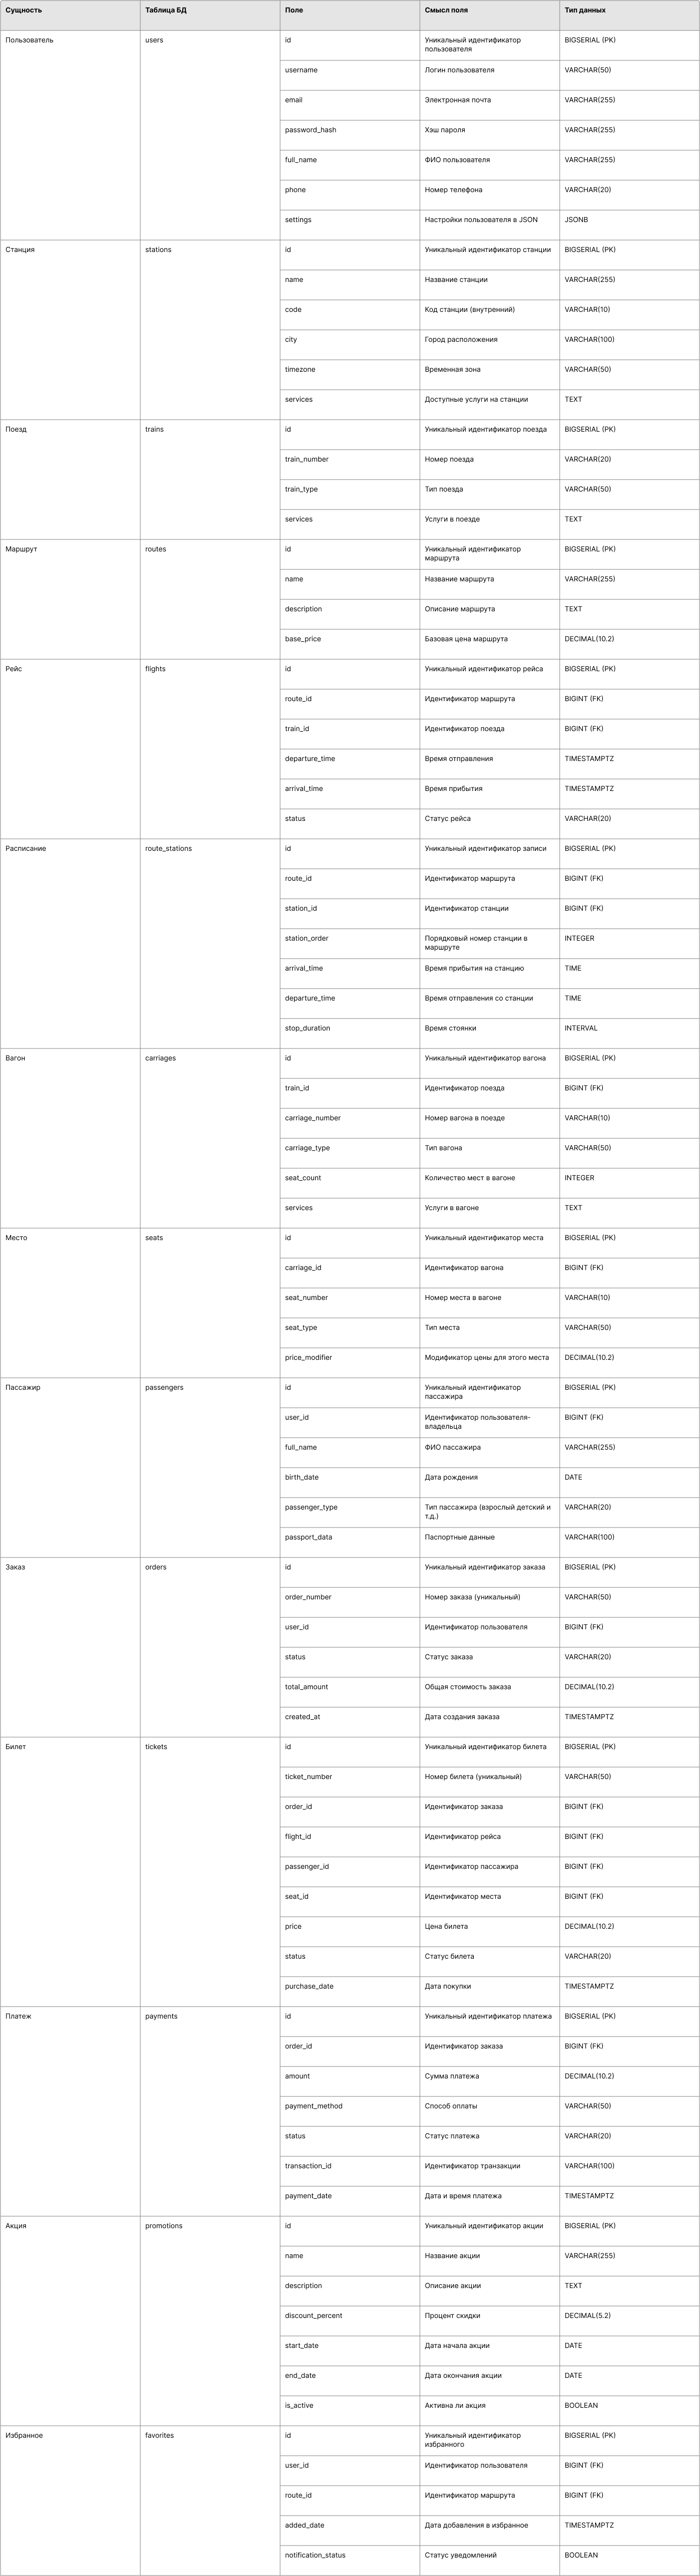 Сущность Таблица БД Поле Смысл поля Тип данных
Пользователь users id Уникальный идентификатор BIGSERIAL (PK)
пользователя
username Логин пользователя VARCHAR(50)
email Электронная почта VARCHAR(255)
password_hash Хэш пароля VARCHAR(255)
full_name ФИО пользователя VARCHAR(255)
phone Номер телефона VARCHAR(20)
settings Настройки пользователя в JSON JSONB
Станция stations id Уникальный идентификатор станции BIGSERIAL (PK)
name Название станции VARCHAR(255)
code Код станции (внутренний) VARCHAR(10)
city Город расположения VARCHAR(100)
timezone Временная зона VARCHAR(50)
services Доступные услуги на станции TEXT
Поезд trains id Уникальный идентификатор поезда BIGSERIAL (PK)
train_number Номер поезда VARCHAR(20)
train_type Тип поезда VARCHAR(50)
services Услуги в поезде TEXT
Маршрут routes id Уникальный идентификатор BIGSERIAL (PK)
маршрута
name Название маршрута VARCHAR(255)
description Описание маршрута TEXT
base_price Базовая цена маршрута DECIMAL(10.2)
Рейс flights id Уникальный идентификатор рейса BIGSERIAL (PK)
route_id Идентификатор маршрута BIGINT (FK)
train_id Идентификатор поезда BIGINT (FK)
departure_time Время отправления TIMESTAMPTZ
arrival_time Время прибытия TIMESTAMPTZ
status Статус рейса VARCHAR(20)
Расписание route_stations id Уникальный идентификатор записи BIGSERIAL (PK)
route_id Идентификатор маршрута BIGINT (FK)
station_id Идентификатор станции BIGINT (FK)
station_order Порядковый номер станции в INTEGER
маршруте
arrival_time Время прибытия на станцию TIME
departure_time Время отправления со станции TIME
stop_duration Время стоянки INTERVAL
Вагон carriages id Уникальный идентификатор вагона BIGSERIAL (PK)
train_id Идентификатор поезда BIGINT (FK)
carriage_number Номер вагона в поезде VARCHAR(10)
carriage_type Тип вагона VARCHAR(50)
seat_count Количество мест в вагоне INTEGER
services Услуги в вагоне TEXT
Место seats id Уникальный идентификатор места BIGSERIAL (PK)
carriage_id Идентификатор вагона BIGINT (FK)
seat_number Номер места в вагоне VARCHAR(10)
seat_type Тип места VARCHAR(50)
price_modifier Модификатор цены для этого места DECIMAL(10.2)
Пассажир passengers id Уникальный идентификатор BIGSERIAL (PK)
пассажира
user_id Идентификатор пользователя- BIGINT (FK)
владельца
full_name ФИО пассажира VARCHAR(255)
birth_date Дата рождения DATE
passenger_type Тип пассажира (взрослый детский и VARCHAR(20)
т.д.)
passport_data Паспортные данные VARCHAR(100)
Заказ orders id Уникальный идентификатор заказа BIGSERIAL (PK)
order_number Номер заказа (уникальный) VARCHAR(50)
user_id Идентификатор пользователя BIGINT (FK)
status Статус заказа VARCHAR(20)
total_amount Общая стоимость заказа DECIMAL(10.2)
created_at Дата создания заказа TIMESTAMPTZ
Билет tickets id Уникальный идентификатор билета BIGSERIAL (PK)
ticket_number Номер билета (уникальный) VARCHAR(50)
order_id Идентификатор заказа BIGINT (FK)
flight_id Идентификатор рейса BIGINT (FK)
passenger_id Идентификатор пассажира BIGINT (FK)
seat_id Идентификатор места BIGINT (FK)
price Цена билета DECIMAL(10.2)
status Статус билета VARCHAR(20)
purchase_date Дата покупки TIMESTAMPTZ
Платеж payments id Уникальный идентификатор платежа BIGSERIAL (PK)
order_id Идентификатор заказа BIGINT (FK)
amount Сумма платежа DECIMAL(10.2)
payment_method Способ оплаты VARCHAR(50)
status Статус платежа VARCHAR(20)
transaction_id Идентификатор транзакции VARCHAR(100)
payment_date Дата и время платежа TIMESTAMPTZ
Акция promotions id Уникальный идентификатор акции BIGSERIAL (PK)
name Название акции VARCHAR(255)
description Описание акции TEXT
discount_percent Процент скидки DECIMAL(5.2)
start_date Дата начала акции DATE
end_date Дата окончания акции DATE
is_active Активна ли акция BOOLEAN
Избранное favorites id Уникальный идентификатор BIGSERIAL (PK)
избранного
user_id Идентификатор пользователя BIGINT (FK)
route_id Идентификатор маршрута BIGINT (FK)
added_date Дата добавления в избранное TIMESTAMPTZ
notification_status Статус уведомлений BOOLEAN